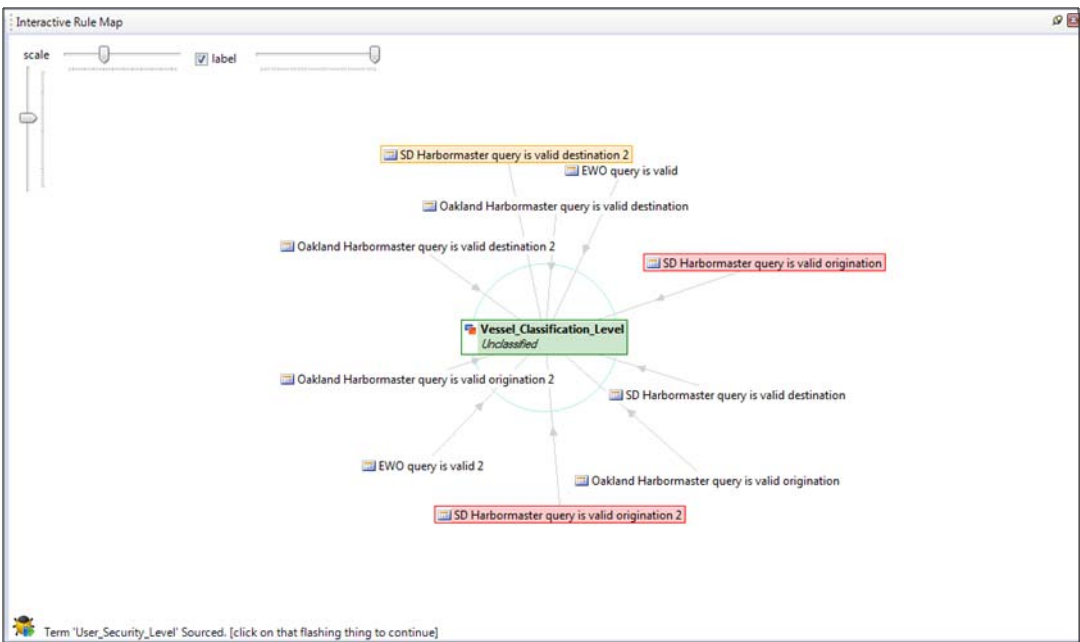 Interactive Rule Map
scale
label
SD Harbormaster query is valid destination 2
EWO query is valid
Oakland Harbormaster query is valid destination
Oakland Harbormaster query is valid destination 2
SD Harbormaster query is valid origination
Vessel_Classification_Level
Unclassified
Oakland Harbormaster query is valid origination 2
SD Harbormaster query is valid destination
EWO query is valid 2
Oakland Harbormaster query is valid origination
SD Harbormaster query is valid origination 2
Term 'User_Security_Level' Sourced. [click on that flashing thing to continue]